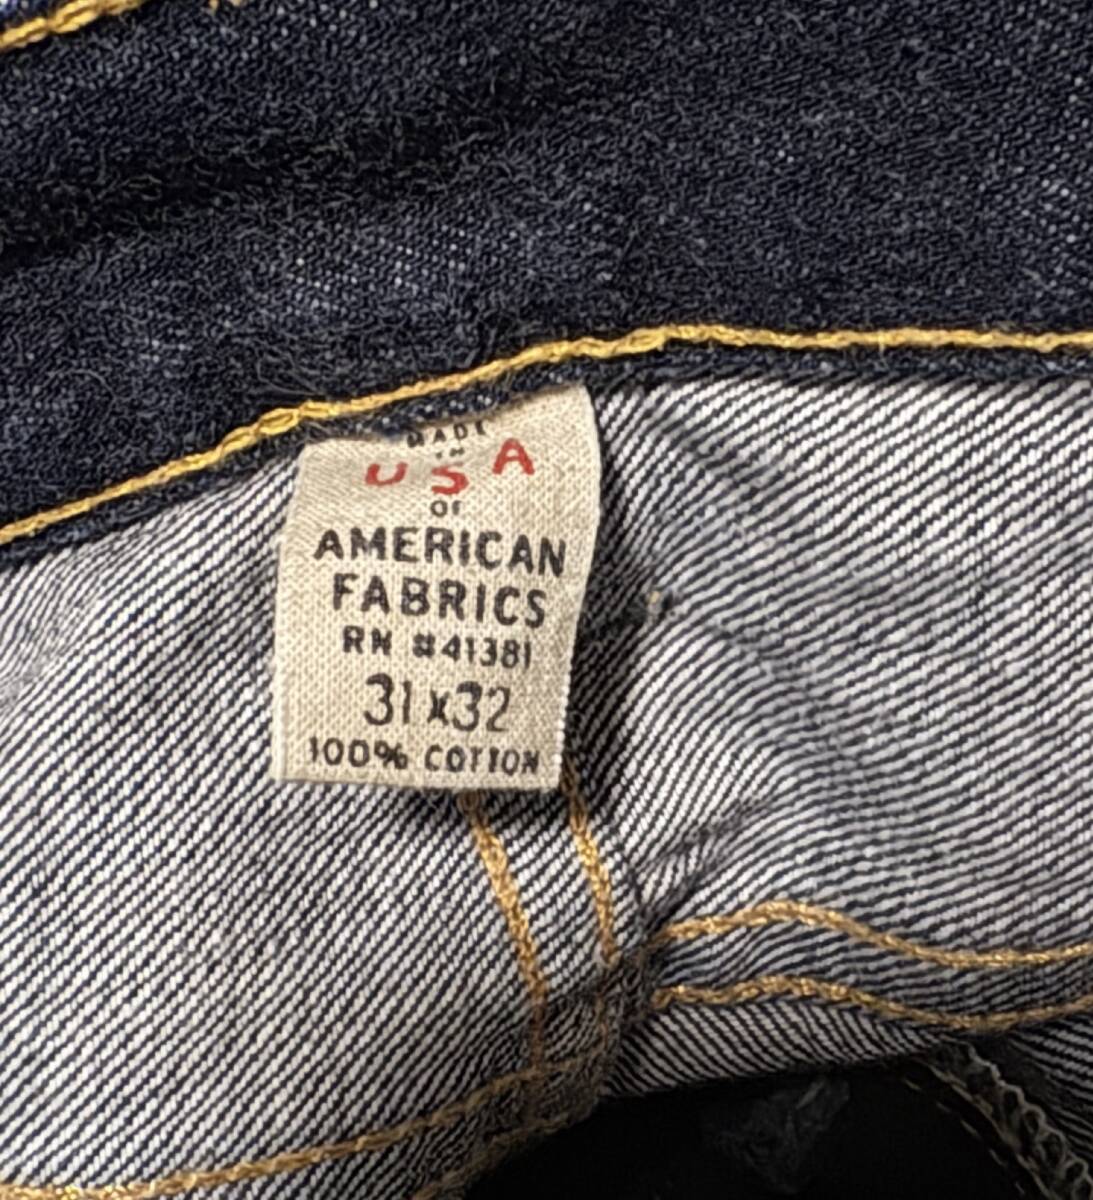 MADE
IN
USA
OF
AMERICAN
FABRICS
RN #41381
31x32
100% COTTON